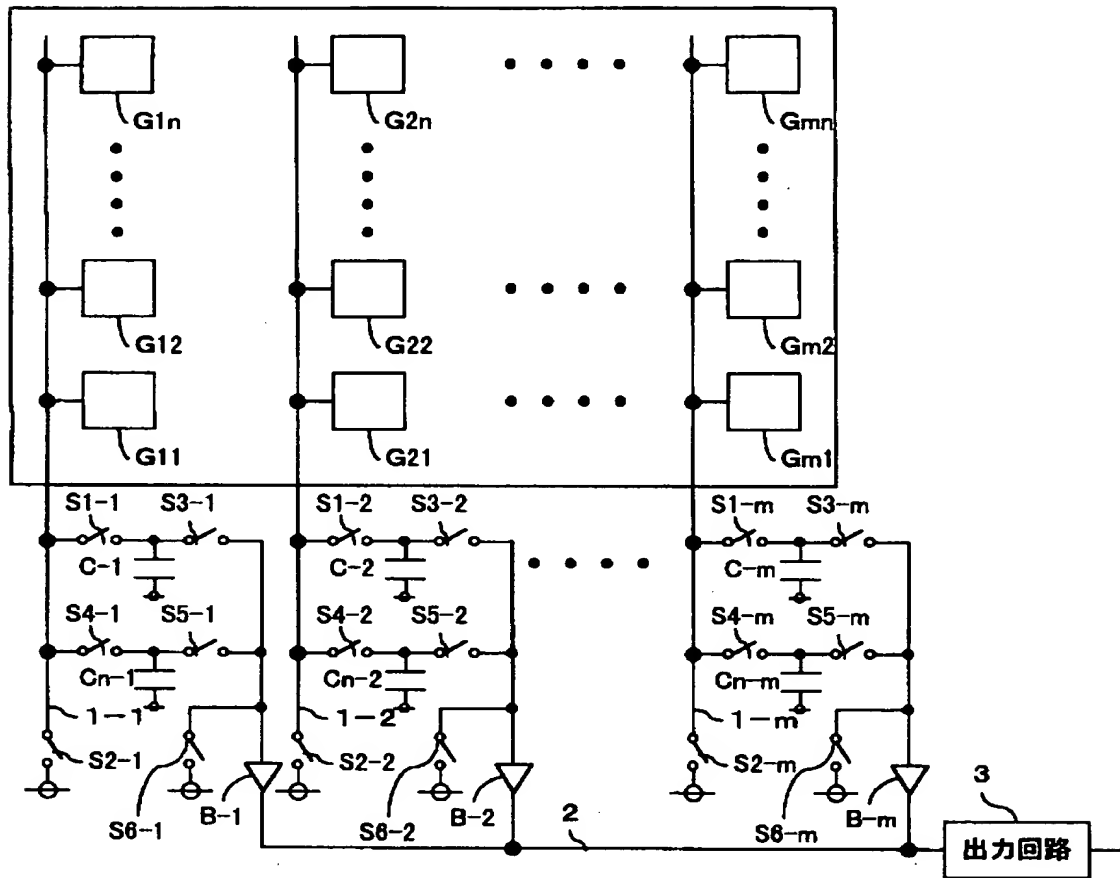 G1n
G2n
Gmn
G12
G22
Gm2
G11
G21
Gm1
S1-1
S3-1
S1-2
S3-2
S1-m
S3-m
C-1
C-2
C-m
S4-1
S5-1
S4-2
S5-2
S4-m
S5-m
Cn-1
Cn-2
Cn-m
1-1
1-2
1-m
S2-1
S2-2
S2-m
S6-1
B-1
S6-2
B-2
S6-m
B-m
2
3
出力回路